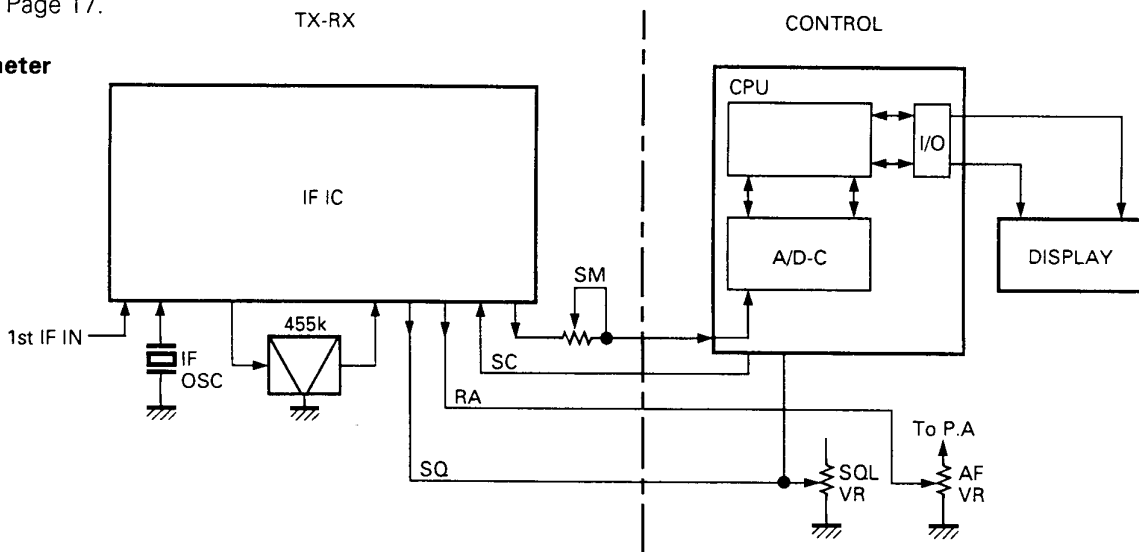 Page 17.
TX-RX
CONTROL
neter
CPU
I/O
IF IC
A/D-C
DISPLAY
SM
1st IF IN
455k
IF
OSC
SC
RA
To P.A
SQ
SQL
VR
AF
VR